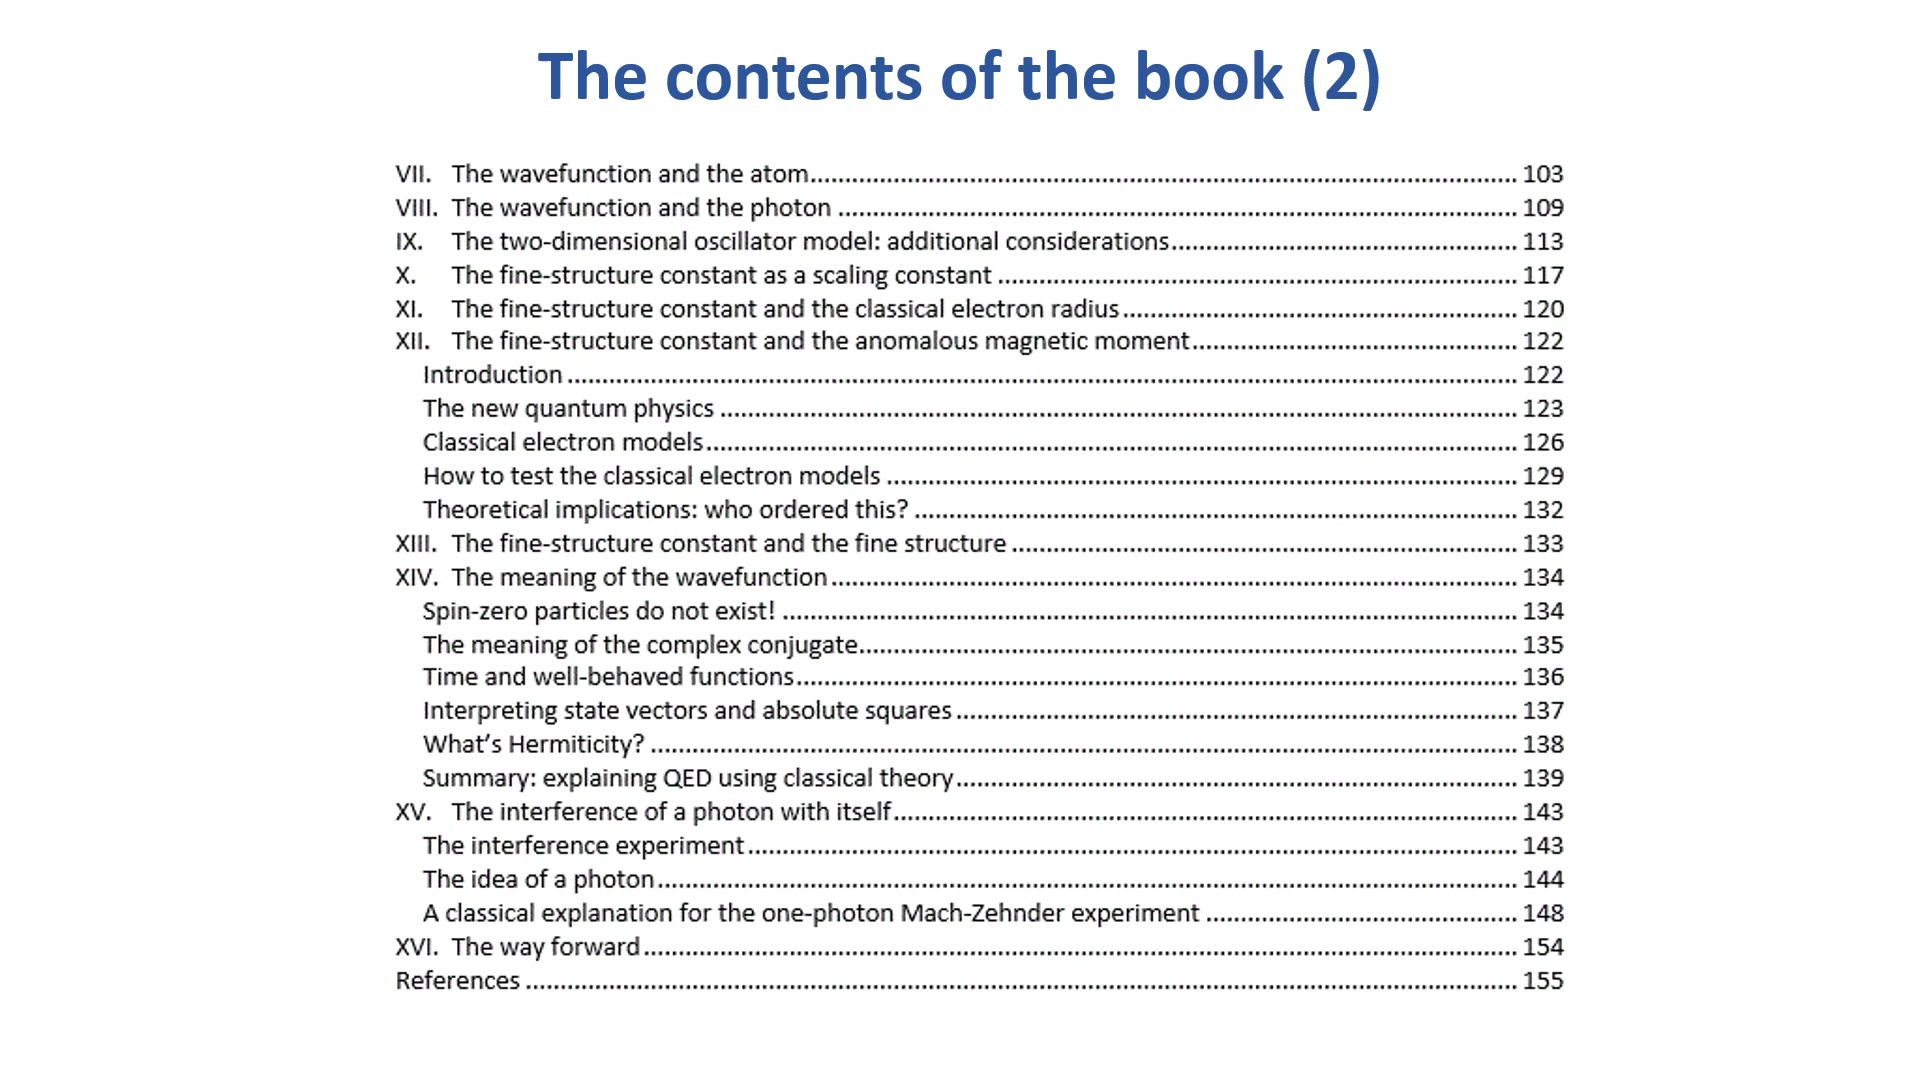 The contents of the book (2)
VII. The wavefunction and the atom........ 103
VIII. The wavefunction and the photon ........ 109
IX. The two-dimensional oscillator model: additional considerations........ 113
X. The fine-structure constant as a scaling constant ........ 117
XI. The fine-structure constant and the classical electron radius........ 120
XII. The fine-structure constant and the anomalous magnetic moment........ 122
Introduction ........ 122
The new quantum physics ........ 123
Classical electron models........ 126
How to test the classical electron models ........ 129
Theoretical implications: who ordered this? ........ 132
XIII. The fine-structure constant and the fine structure ........ 133
XIV. The meaning of the wavefunction ........ 134
Spin-zero particles do not exist! ........ 134
The meaning of the complex conjugate........ 135
Time and well-behaved functions........ 136
Interpreting state vectors and absolute squares ........ 137
What's Hermiticity? ........ 138
Summary: explaining QED using classical theory........ 139
XV. The interference of a photon with itself........ 143
The interference experiment ........ 143
The idea of a photon........ 144
A classical explanation for the one-photon Mach-Zehnder experiment ........ 148
XVI. The way forward ........ 154
References ........ 155